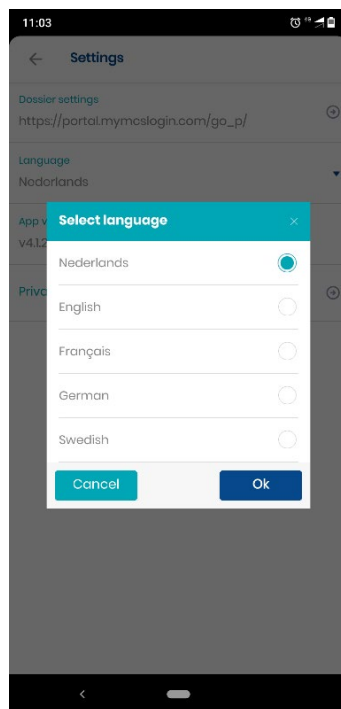 11:03
Settings
Dossier settings
https://portal.mymcslogin.com/go_p/
Language
Nederlands
App v
v4.1.2
Priva
Select language
Nederlands
English
Français
German
Swedish
Cancel
Ok